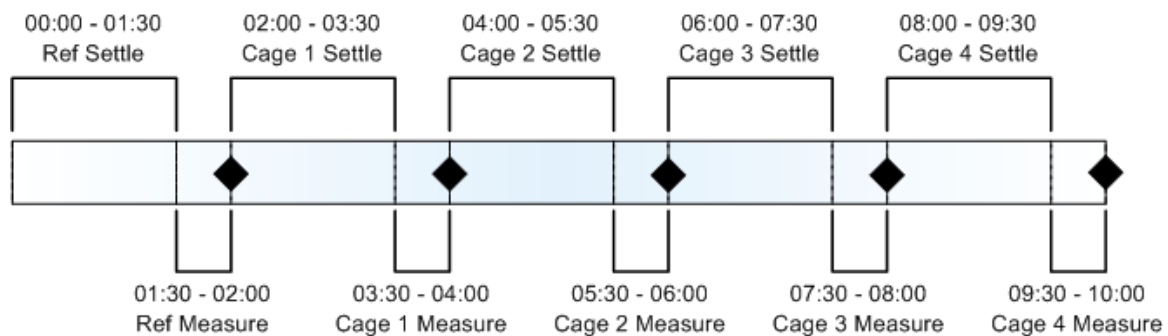 00:00 - 01:30
Ref Settle
02:00 - 03:30
Cage 1 Settle
04:00 - 05:30
Cage 2 Settle
06:00 - 07:30
Cage 3 Settle
08:00 - 09:30
Cage 4 Settle
01:30 - 02:00
Ref Measure
03:30 - 04:00
Cage 1 Measure
05:30 - 06:00
Cage 2 Measure
07:30 - 08:00
Cage 3 Measure
09:30 - 10:00
Cage 4 Measure